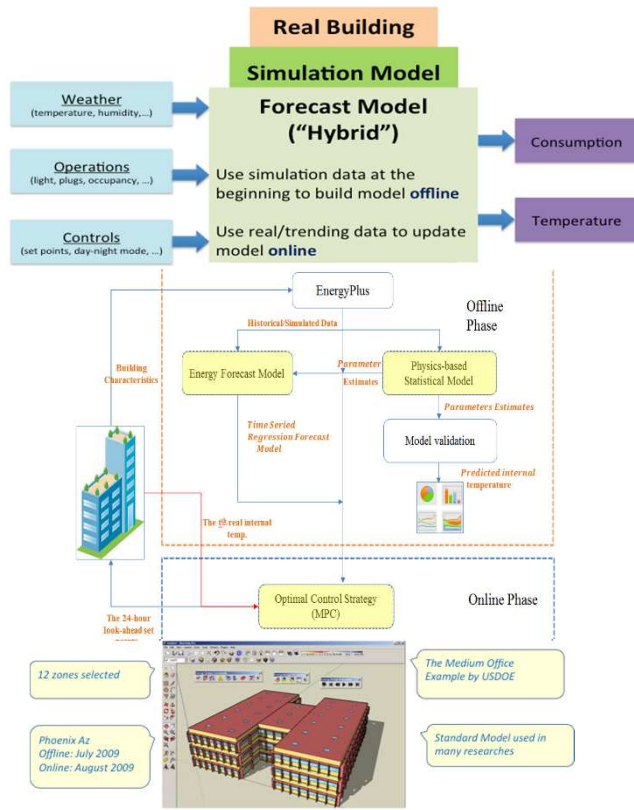 Real Building
Simulation Model
Forecast Model
("Hybrid")
Use simulation data at the
beginning to build model offline
Use real/trending data to update
model online
Weather
(temperature, humidity,...)
Operations
(light, plugs, occupancy, ...)
Controls
(set points, day-night mode, ...)
Consumption
Temperature
EnergyPlus
Offline
Phase
Historical/Simulated Data
Building
Characteristics
Energy Forecast Model
Parameter
Estimates
Physics-based
Statistical Model
Parameters Estimates
Time Seried
Regression Forecast
Model
Model validation
Predicted internal
temperature
The tth real internal
temp.
Optimal Control Strategy
(MPC)
Online Phase
The 24-hour
look-ahead set
12 zones selected
The Medium Office
Example by USDOE
Phoenix Az
Offline: July 2009
Online: August 2009
Standard Model used in
many researches